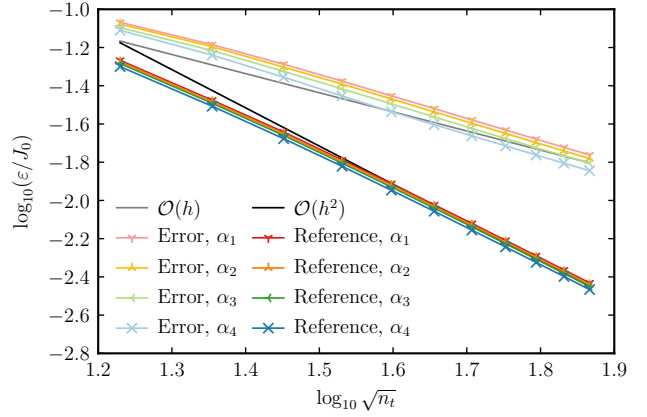 −1.0
−1.2
−1.4
−1.6
−1.8
−2.0
−2.2
−2.4
−2.6
−2.8
log₁₀(ε/J₀)
O(h) O(h²)
Error, α₁ Reference, α₁
Error, α₂ Reference, α₂
Error, α₃ Reference, α₃
Error, α₄ Reference, α₄
1.2 1.3 1.4 1.5 1.6 1.7 1.8 1.9
log₁₀ √nₜ